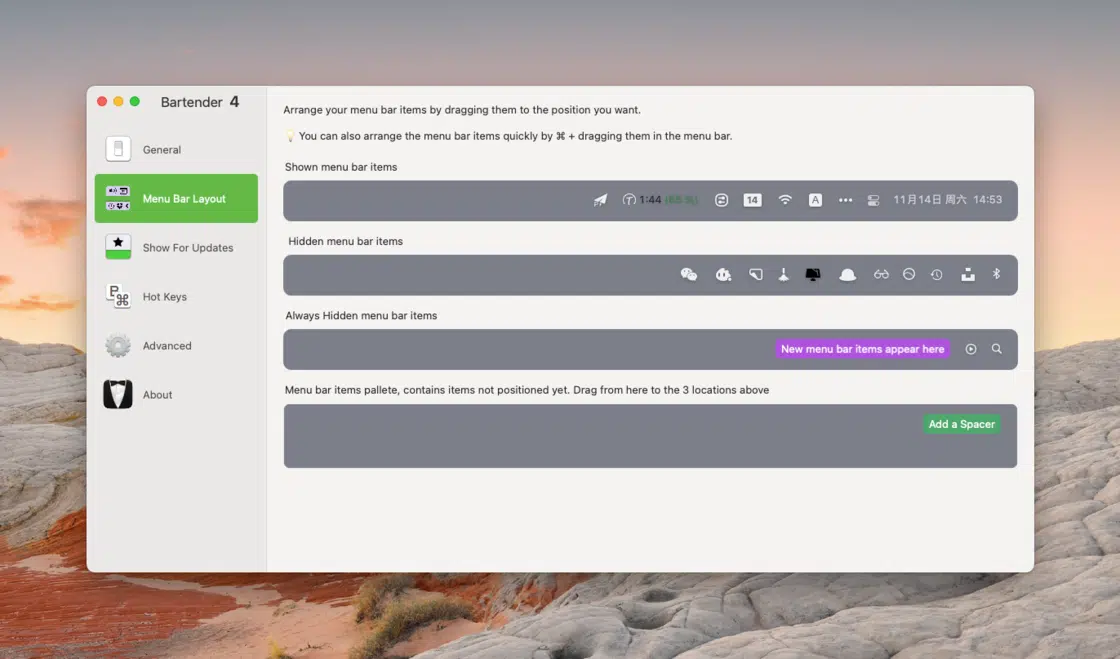 Bartender 4
General
Menu Bar Layout
Show For Updates
Hot Keys
Advanced
About
Arrange your menu bar items by dragging them to the position you want.
💡 You can also arrange the menu bar items quickly by ⌘ + dragging them in the menu bar.
Shown menu bar items
1:44 14 A ••• 11月14日 周六 14:53
Hidden menu bar items
Always Hidden menu bar items
New menu bar items appear here
Menu bar items pallete, contains items not positioned yet. Drag from here to the 3 locations above
Add a Spacer